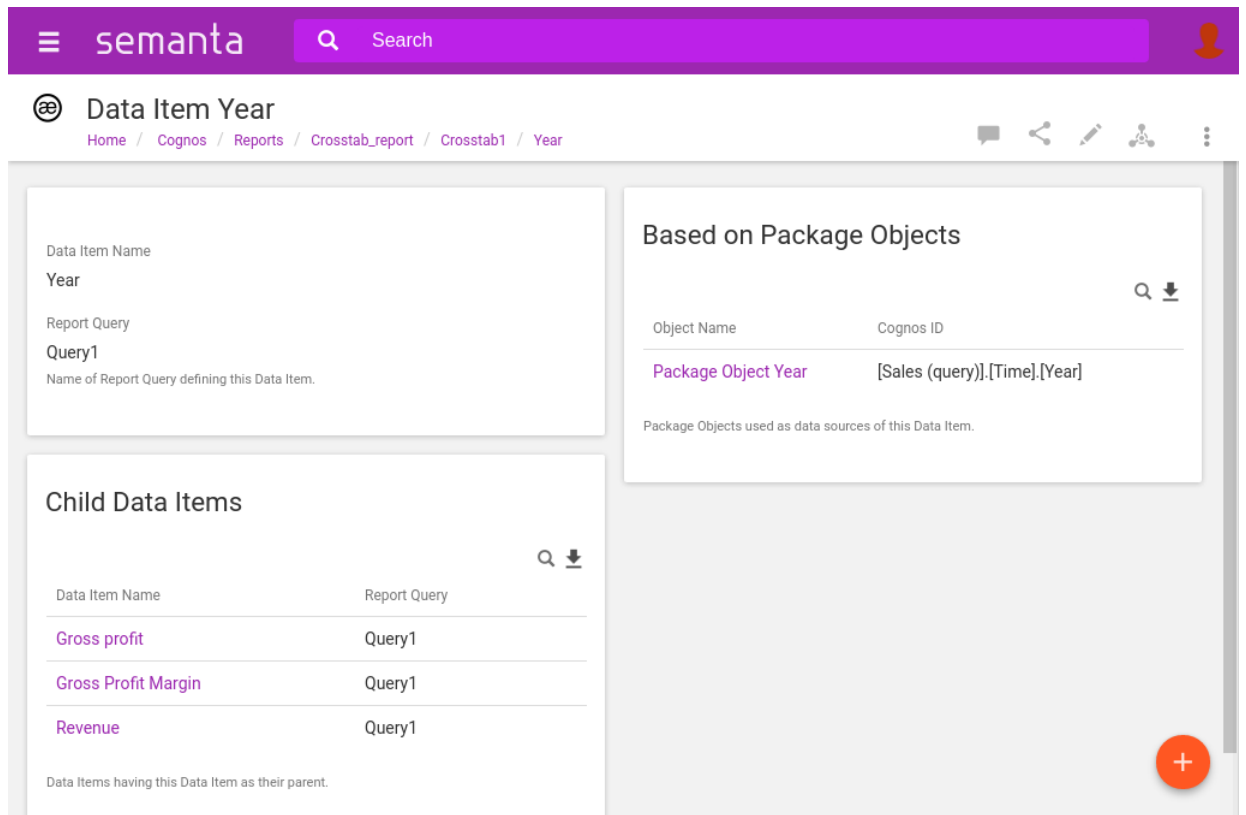 semanta
Search
æ
Data Item Year
Home / Cognos / Reports / Crosstab_report / Crosstab1 / Year
Data Item Name
Year
Report Query
Query1
Name of Report Query defining this Data Item.
Based on Package Objects
Object Name Cognos ID
Package Object Year [Sales (query)].[Time].[Year]
Package Objects used as data sources of this Data Item.
Child Data Items
Data Item Name Report Query
Gross profit Query1
Gross Profit Margin Query1
Revenue Query1
Data Items having this Data Item as their parent.